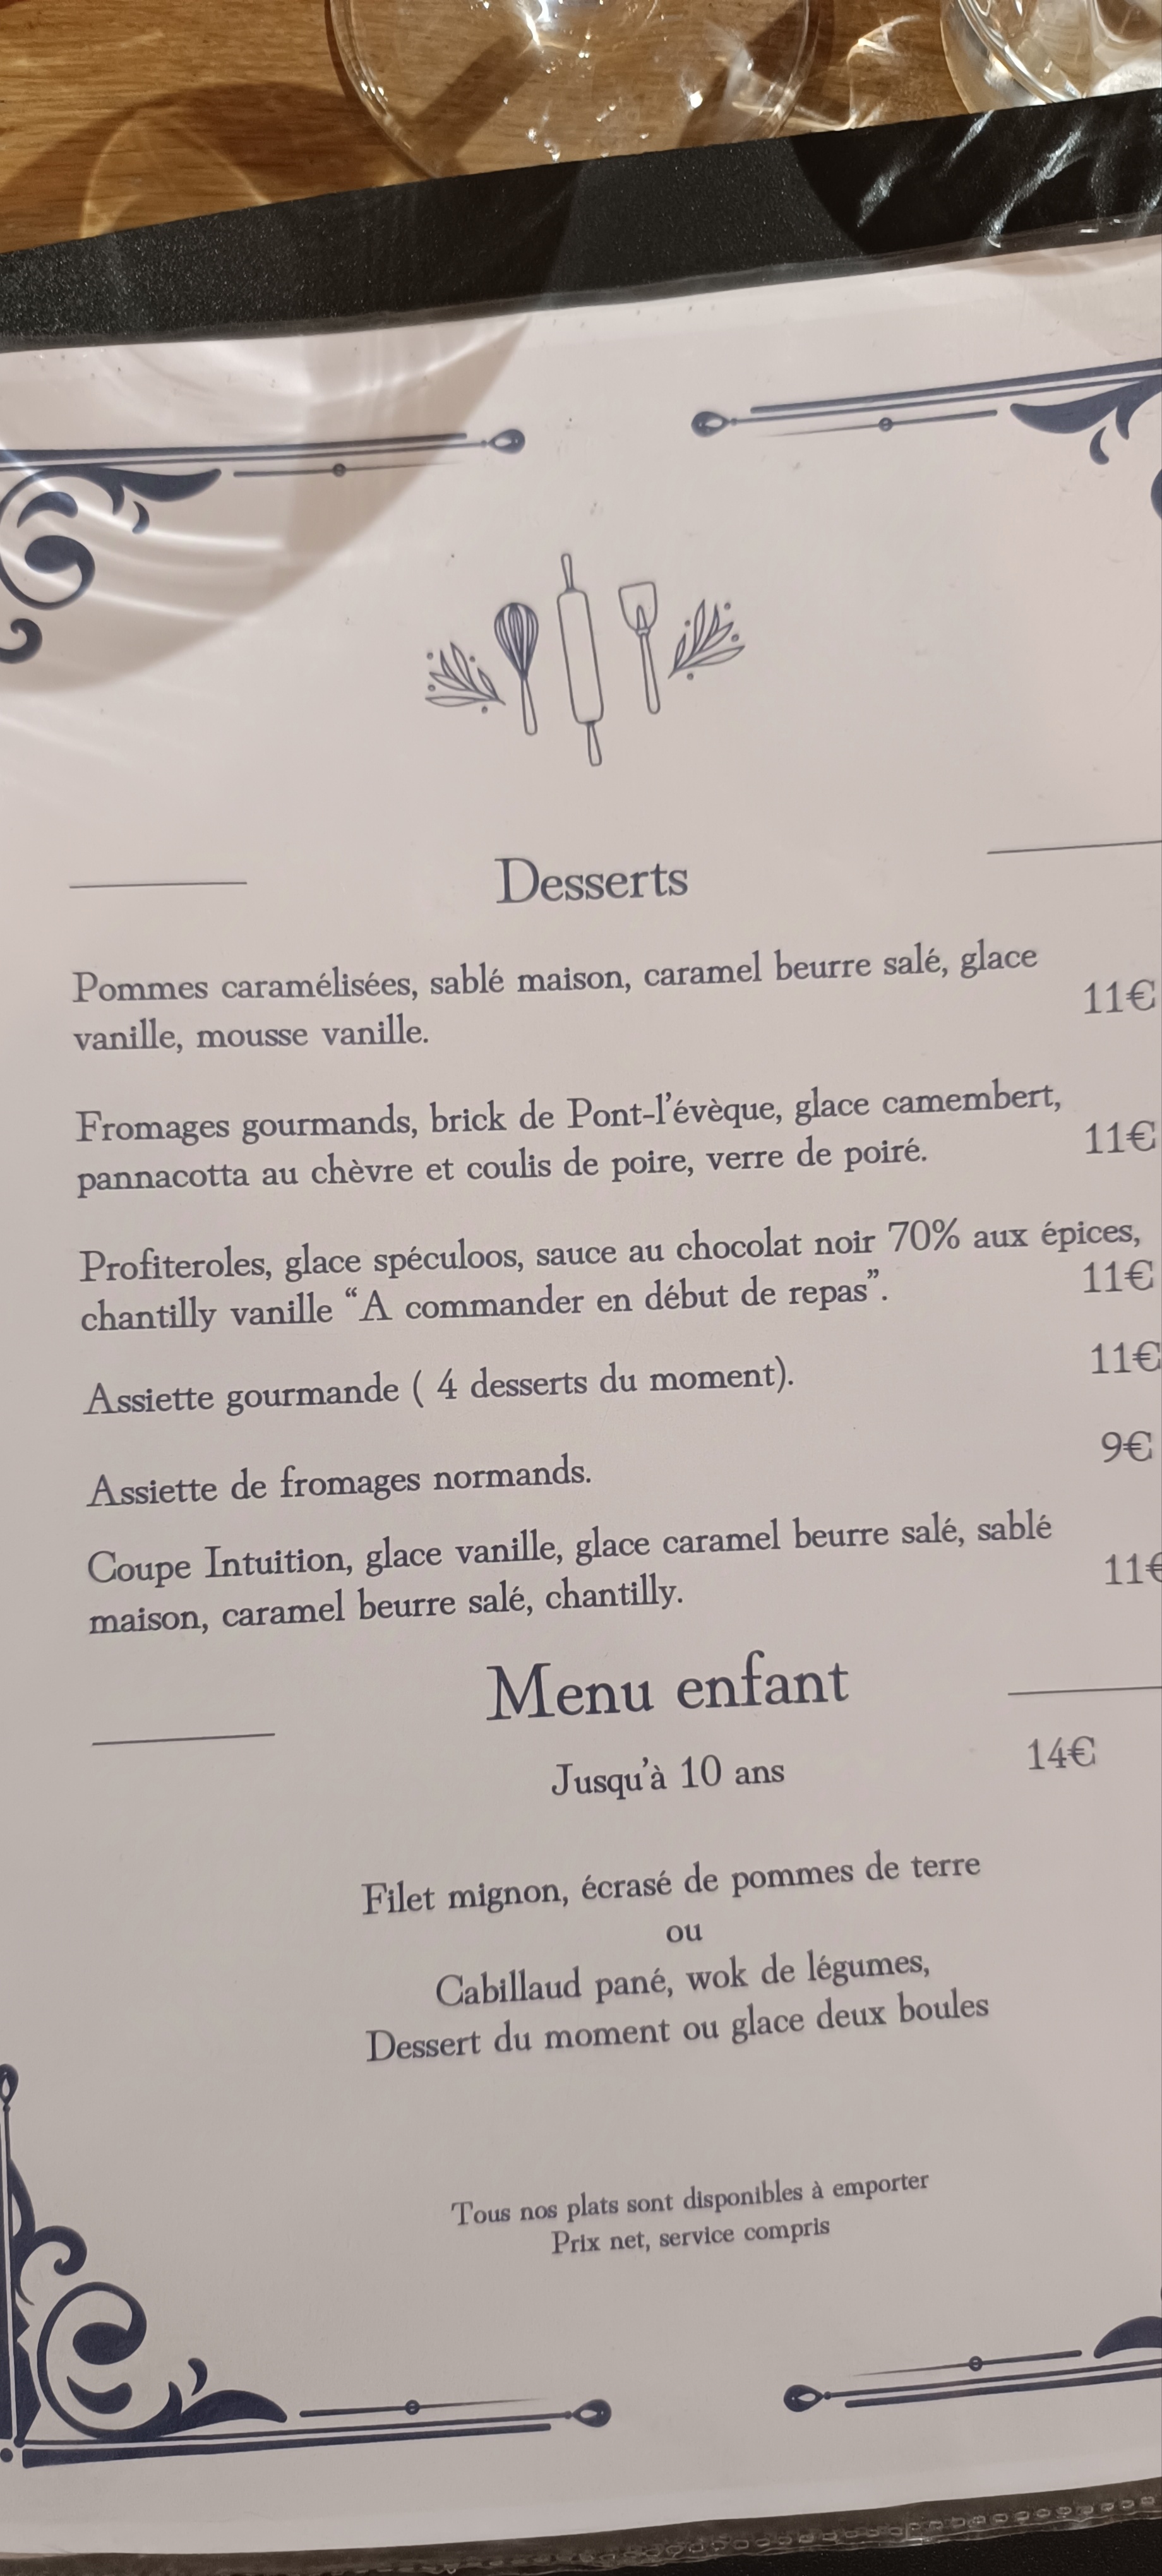 Desserts
Pommes caramélisées, sablé maison, caramel beurre salé, glace
vanille, mousse vanille.
11€
Fromages gourmands, brick de Pont-l'évèque, glace camembert,
pannacotta au chèvre et coulis de poire, verre de poiré.
11€
Profiteroles, glace spéculoos, sauce au chocolat noir 70% aux épices,
chantilly vanille “A commander en début de repas”.
11€
Assiette gourmande ( 4 desserts du moment).
11€
Assiette de fromages normands.
9€
Coupe Intuition, glace vanille, glace caramel beurre salé, sablé
maison, caramel beurre salé, chantilly.
11€
Menu enfant
Jusqu'à 10 ans
14€
Filet mignon, écrasé de pommes de terre
ou
Cabillaud pané, wok de légumes,
Dessert du moment ou glace deux boules
Tous nos plats sont disponibles à emporter
Prix net, service compris